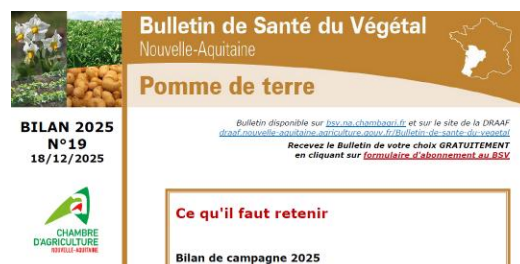 Bulletin de Santé du Végétal
Nouvelle-Aquitaine
Pomme de terre
BILAN 2025
N°19
18/12/2025
Bulletin disponible sur bsv.na.chambagri.fr et sur le site de la DRAAF
draaf.nouvelle-aquitaine.agriculture.gouv.fr/Bulletin-de-sante-du-vegetal
Recevez le Bulletin de votre choix GRATUITEMENT
en cliquant sur formulaire d'abonnement au BSV
CHAMBRE
D'AGRICULTURE
NOUVELLE-AQUITAINE
Ce qu'il faut retenir
Bilan de campagne 2025